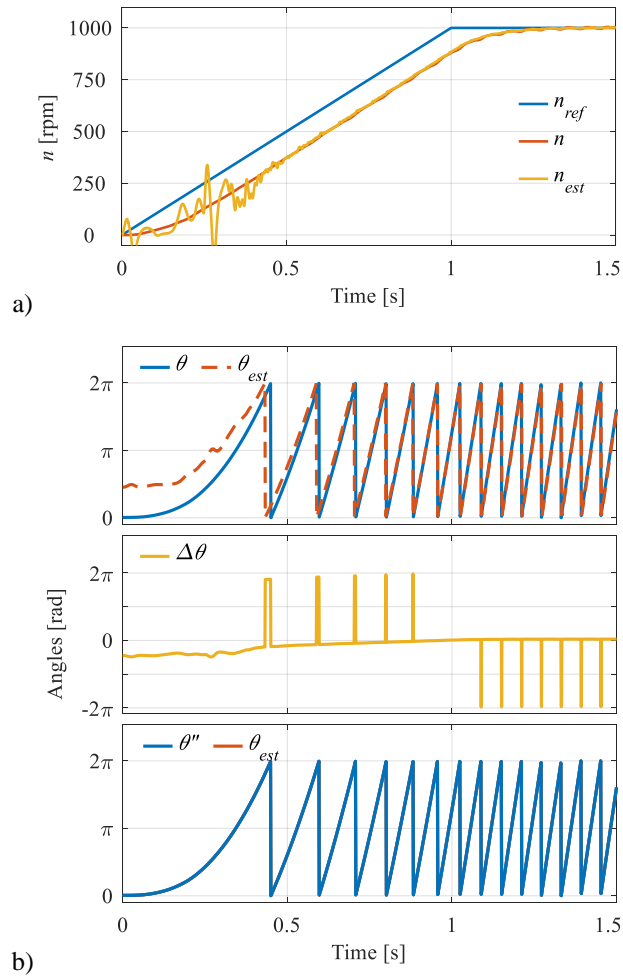 1000
750
500
250
0
n [rpm]
n_ref
n
n_est
0 0.5 1 1.5
Time [s]
a)
θ θ_est
2π
π
0
Δθ
2π
0
-2π
Angles [rad]
θ" θ_est
2π
π
0
0 0.5 1 1.5
Time [s]
b)